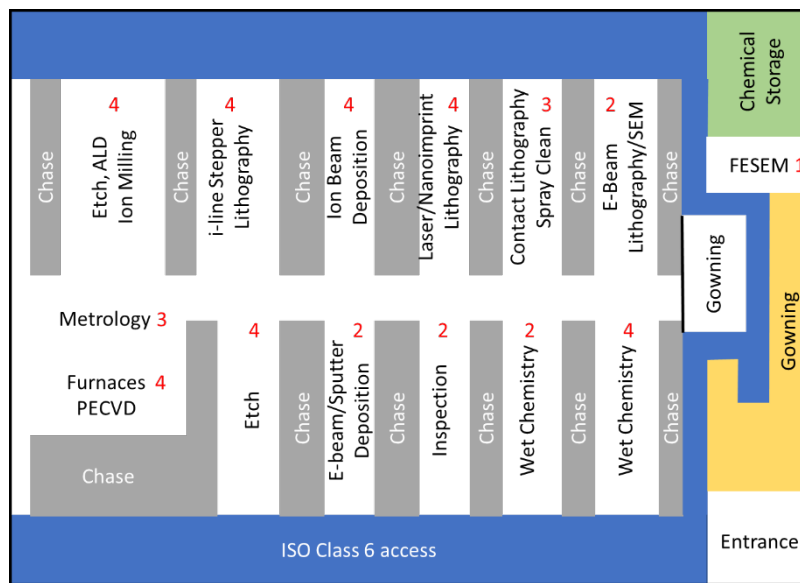 Chemical
Storage
4
4
4
4
3
2
Chase
Etch, ALD
Ion Milling
Chase
i-line Stepper
Lithography
Chase
Ion Beam
Deposition
Chase
Laser/Nanoimprint
Lithography
Chase
Contact Lithography
Spray Clean
Chase
E-Beam
Lithography/SEM
Chase
FESEM 1
Gowning
Gowning
Metrology 3
4
2
2
2
4
Furnaces 4
PECVD
Etch
Chase
E-beam/Sputter
Deposition
Chase
Inspection
Chase
Wet Chemistry
Chase
Wet Chemistry
Chase
Chase
ISO Class 6 access
Entrance